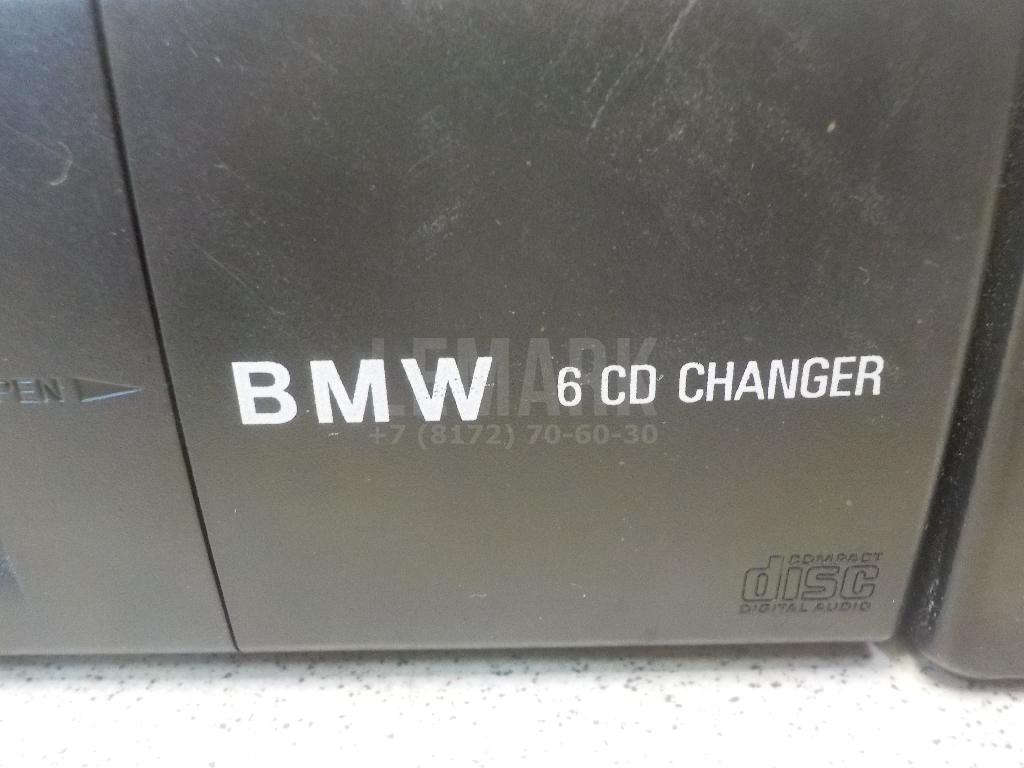 LEMARK
BMW 6 CD CHANGER
+7 (8172) 70-60-30
COMPACT
disc
DIGITAL AUDIO